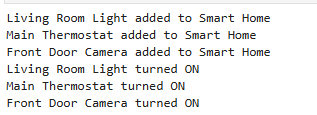 Living Room Light added to Smart Home
Main Thermostat added to Smart Home
Front Door Camera added to Smart Home
Living Room Light turned ON
Main Thermostat turned ON
Front Door Camera turned ON